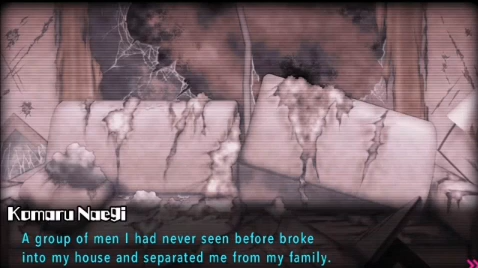 Komaru Naegi
A group of men I had never seen before broke
into my house and separated me from my family.